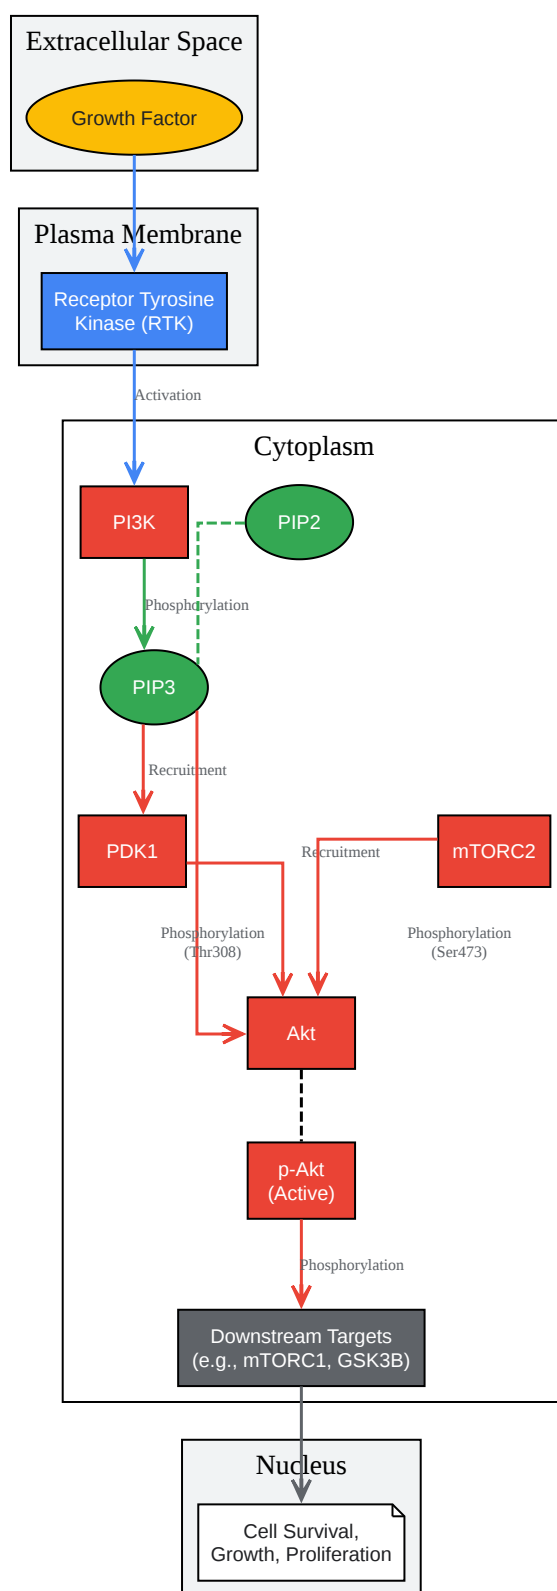 Extracellular Space
Growth Factor
Plasma Membrane
Receptor Tyrosine
Kinase (RTK)
Activation
Cytoplasm
PI3K
PIP2
Phosphorylation
PIP3
Recruitment
PDK1
Recruitment
mTORC2
Phosphorylation
(Thr308)
Phosphorylation
(Ser473)
Akt
p-Akt
(Active)
Phosphorylation
Downstream Targets
(e.g., mTORC1, GSK3B)
Nucleus
Cell Survival,
Growth, Proliferation